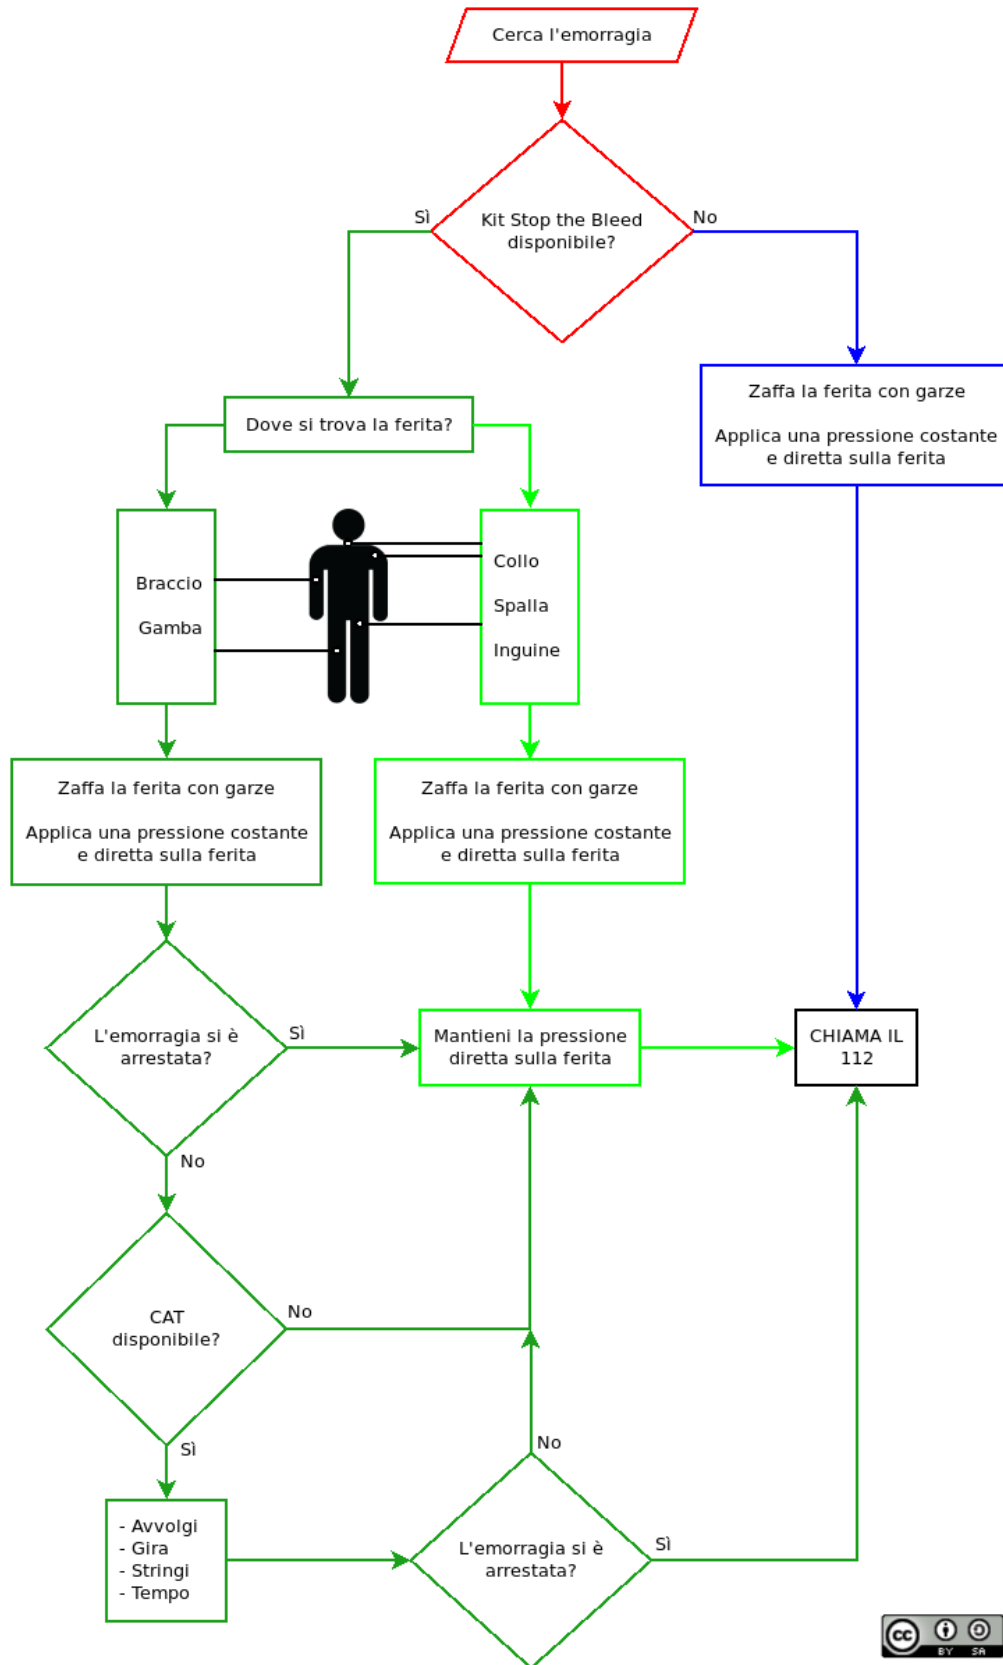 Cerca l'emorragia
Kit Stop the Bleed
disponibile?
Sì
No
Zaffa la ferita con garze
Applica una pressione costante
e diretta sulla ferita
Dove si trova la ferita?
Braccio
Gamba
Collo
Spalla
Inguine
Zaffa la ferita con garze
Applica una pressione costante
e diretta sulla ferita
Zaffa la ferita con garze
Applica una pressione costante
e diretta sulla ferita
L'emorragia si è
arrestata?
Sì
No
Mantieni la pressione
diretta sulla ferita
CHIAMA IL
112
CAT
disponibile?
No
Sì
- Avvolgi
- Gira
- Stringi
- Tempo
L'emorragia si è
arrestata?
No
Sì
cc
BY SA